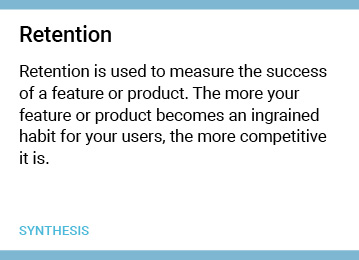 Retention
Retention is used to measure the success
of a feature or product. The more your
feature or product becomes an ingrained
habit for your users, the more competitive
it is.
SYNTHESIS